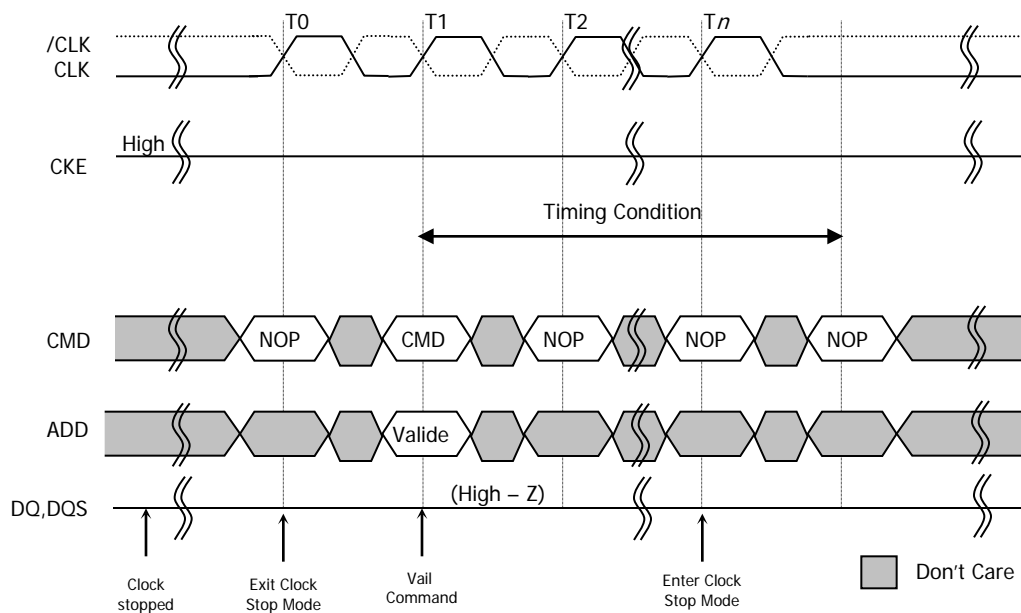 T0 T1 T2 Tn
/CLK
CLK
High
CKE
Timing Condition
CMD NOP CMD NOP NOP NOP
ADD Valide
(High – Z)
DQ,DQS
Clock
stopped
Exit Clock
Stop Mode
Vail
Command
Enter Clock
Stop Mode
Don't Care